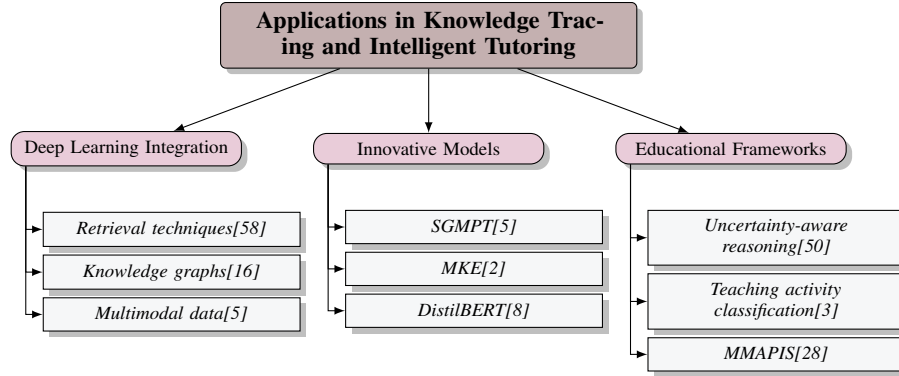 Applications in Knowledge Trac-
ing and Intelligent Tutoring
Deep Learning Integration
Retrieval techniques[58]
Knowledge graphs[16]
Multimodal data[5]
Innovative Models
SGMPT[5]
MKE[2]
DistilBERT[8]
Educational Frameworks
Uncertainty-aware
reasoning[50]
Teaching activity
classification[3]
MMAPIS[28]